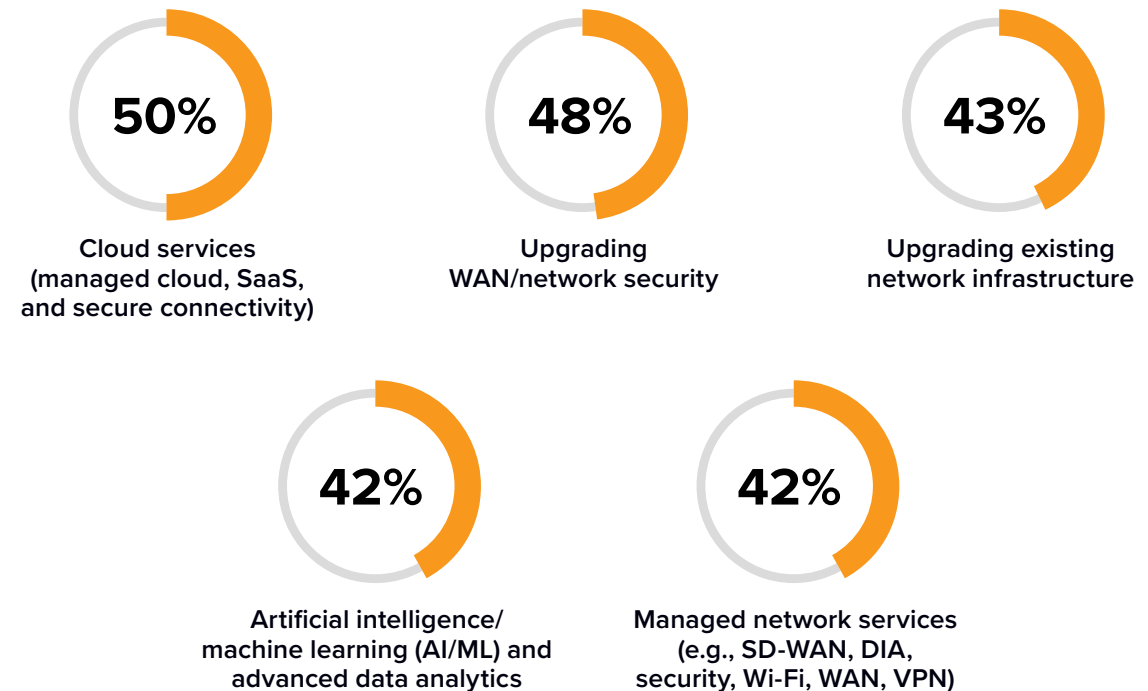 50%
Cloud services
(managed cloud, SaaS,
and secure connectivity)
48%
Upgrading
WAN/network security
43%
Upgrading existing
network infrastructure
42%
Artificial intelligence/
machine learning (AI/ML) and
advanced data analytics
42%
Managed network services
(e.g., SD-WAN, DIA,
security, Wi-Fi, WAN, VPN)